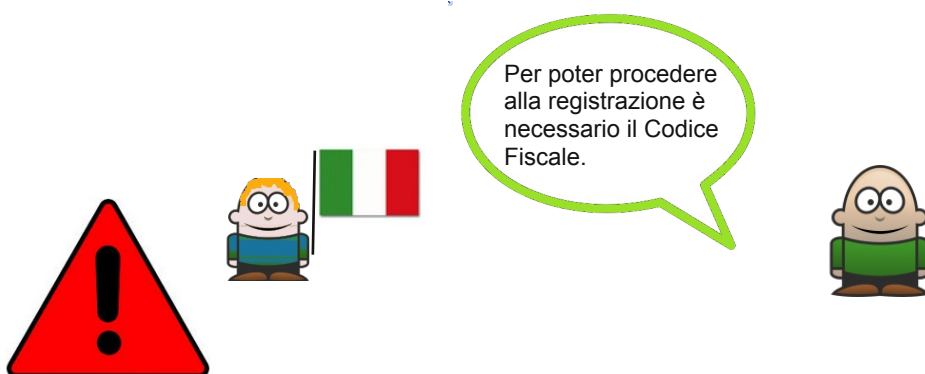 Per poter procedere
alla registrazione è
necessario il Codice
Fiscale.